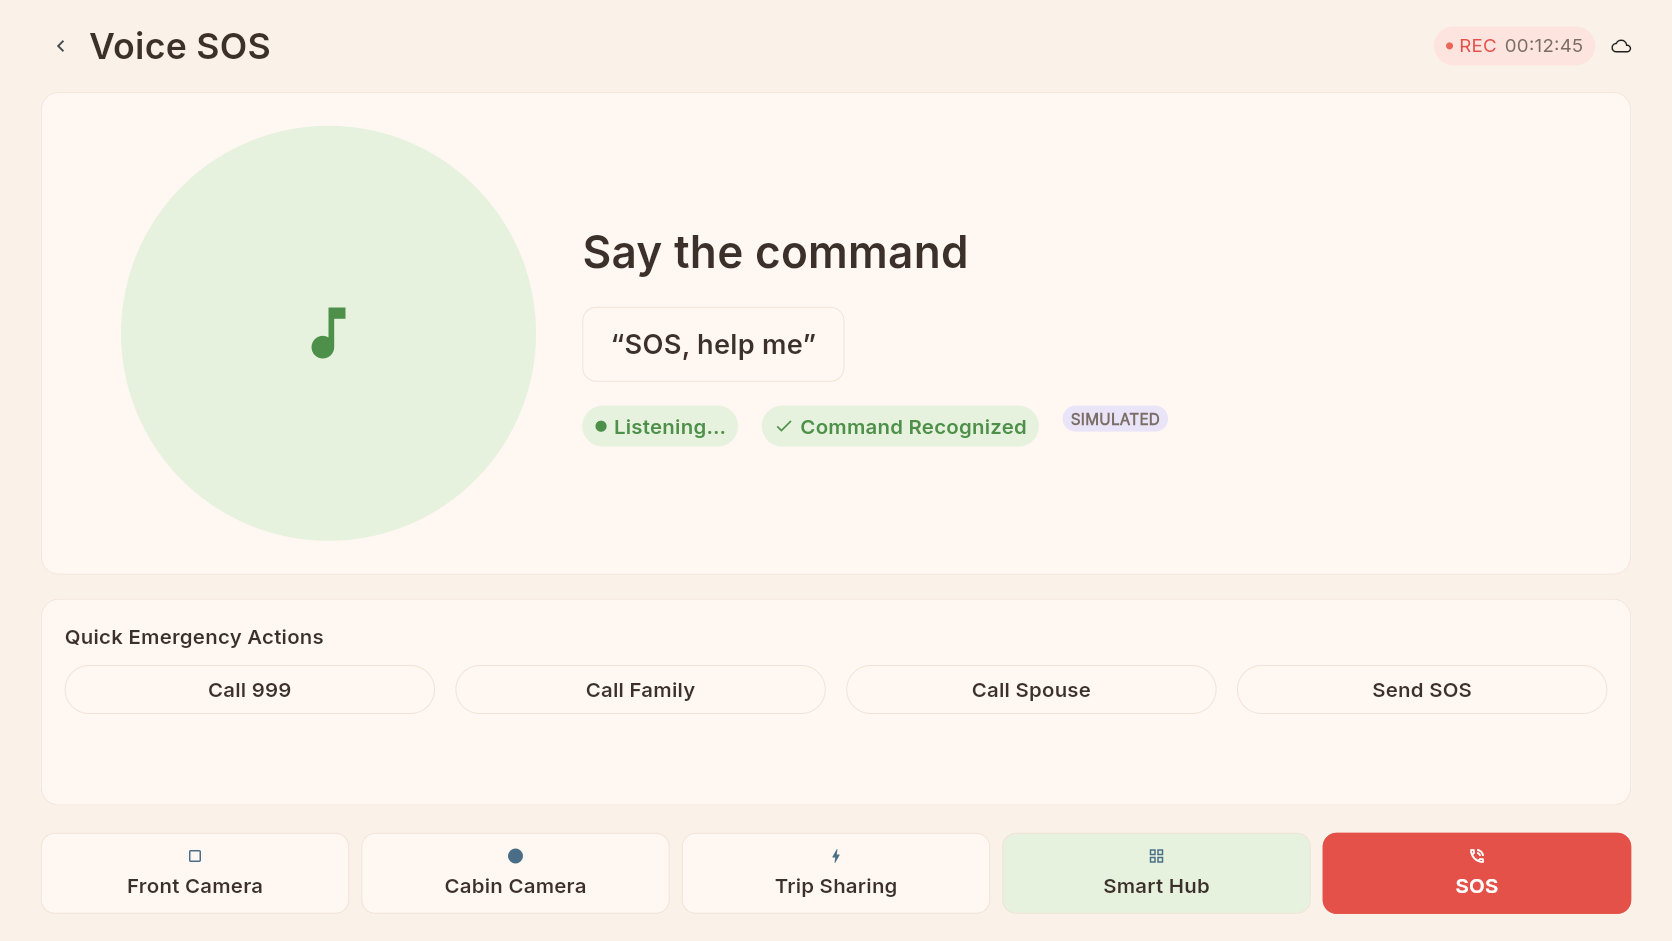 Voice SOS
REC 00:12:45
Say the command
“SOS, help me”
Listening...
Command Recognized
SIMULATED
Quick Emergency Actions
Call 999
Call Family
Call Spouse
Send SOS
Front Camera
Cabin Camera
Trip Sharing
Smart Hub
SOS